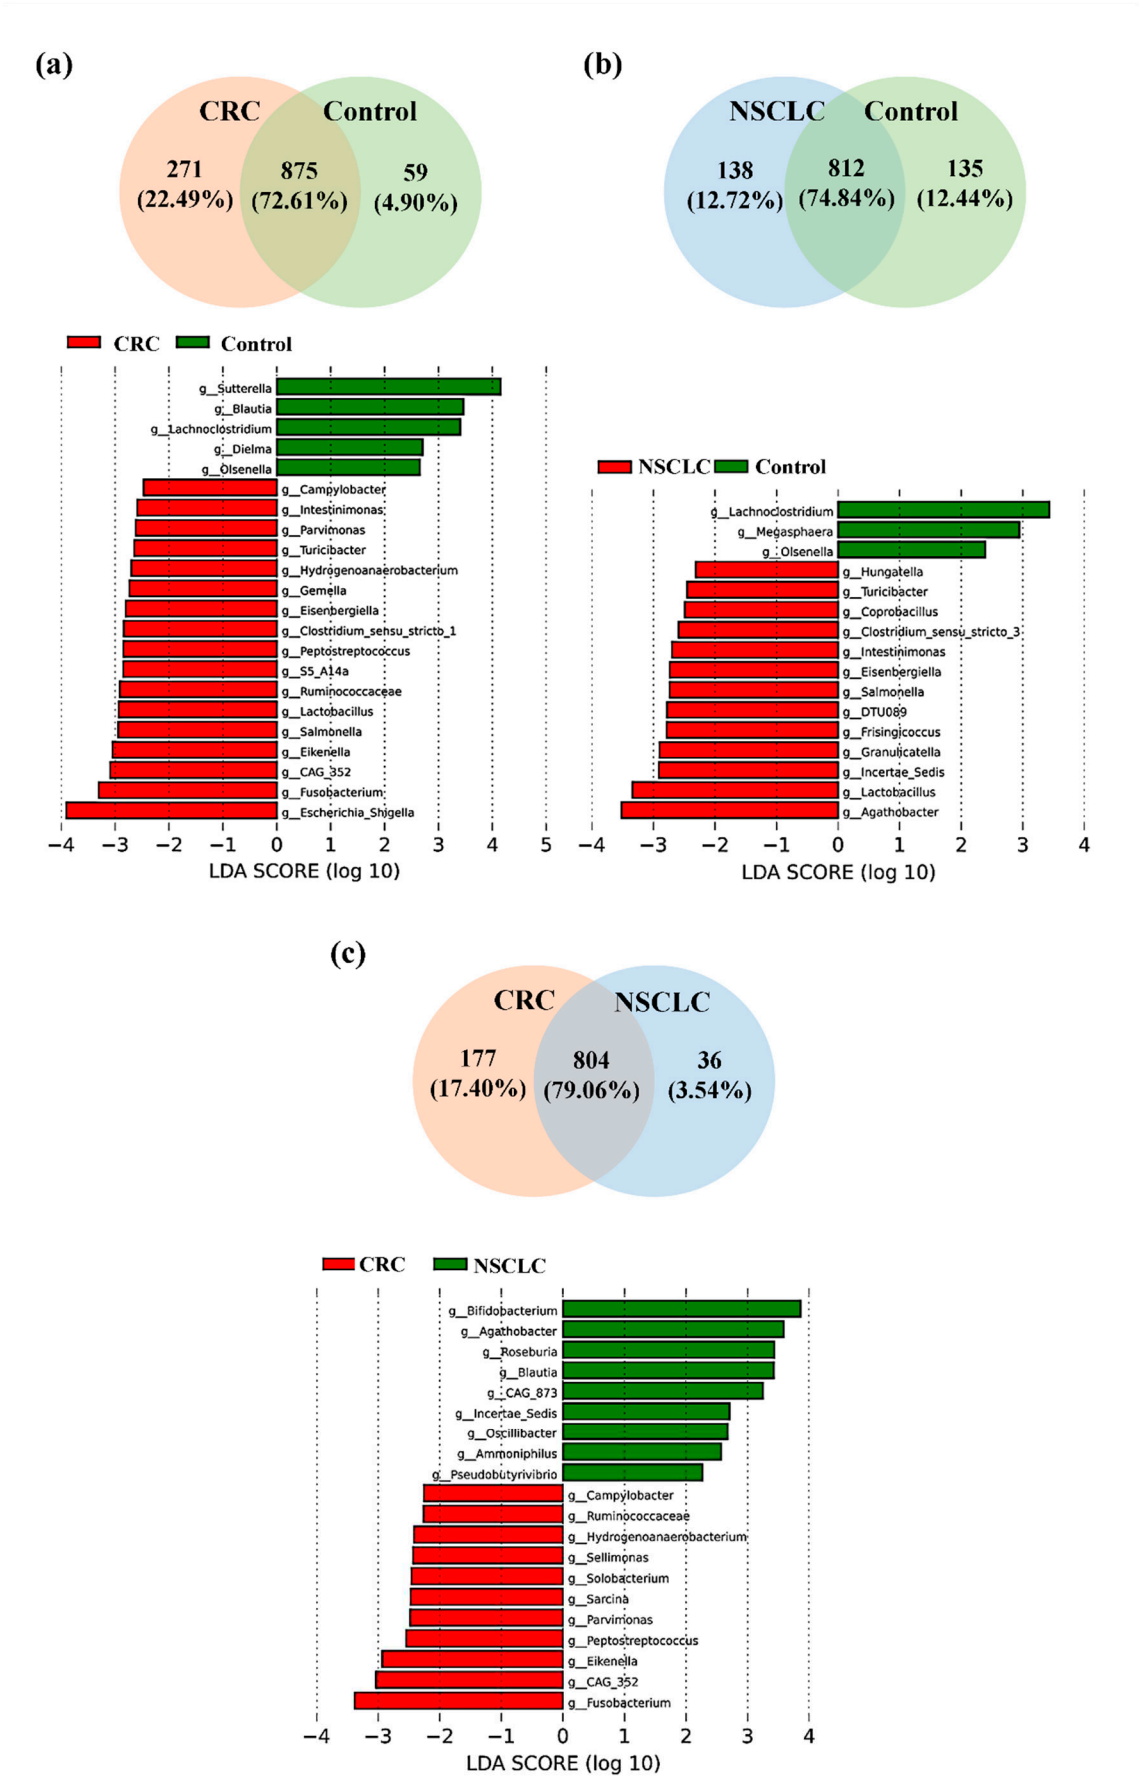 (a)
CRC Control
271 875 59
(22.49%) (72.61%) (4.90%)
CRC Control
g__Sutterella
g__Blautia
g__Lachnoclostridium
g__Dielma
g__Olsenella
g__Campylobacter
g__Intestinimonas
g__Parvimonas
g__Turicibacter
g__Hydrogenoanaerobacterium
g__Gemella
g__Eisenbergiella
g__Clostridium_sensu_stricto_1
g__Peptostreptococcus
g__S5_A14a
g__Ruminococcaceae
g__Lactobacillus
g__Salmonella
g__Eikenella
g__CAG_352
g__Fusobacterium
g__Escherichia_Shigella
−4 −3 −2 −1 0 1 2 3 4 5
LDA SCORE (log 10)
(b)
NSCLC Control
138 812 135
(12.72%) (74.84%) (12.44%)
NSCLC Control
g__Lachnoclostridium
g__Megasphaera
g__Olsenella
g__Hungatella
g__Turicibacter
g__Coprobacillus
g__Clostridium_sensu_stricto_3
g__Intestinimonas
g__Eisenbergiella
g__Salmonella
g__DTU089
g__Frisingicoccus
g__Granulicatella
g__Incertae_Sedis
g__Lactobacillus
g__Agathobacter
−4 −3 −2 −1 0 1 2 3 4
LDA SCORE (log 10)
(c)
CRC NSCLC
177 804 36
(17.40%) (79.06%) (3.54%)
CRC NSCLC
g__Bifidobacterium
g__Agathobacter
g__Roseburia
g__Blautia
g__CAG_873
g__Incertae_Sedis
g__Oscillibacter
g__Ammoniphilus
g__Pseudobutyrivibrio
g__Campylobacter
g__Ruminococcaceae
g__Hydrogenoanaerobacterium
g__Sellimonas
g__Solobacterium
g__Sarcina
g__Parvimonas
g__Peptostreptococcus
g__Eikenella
g__CAG_352
g__Fusobacterium
−4 −3 −2 −1 0 1 2 3 4
LDA SCORE (log 10)